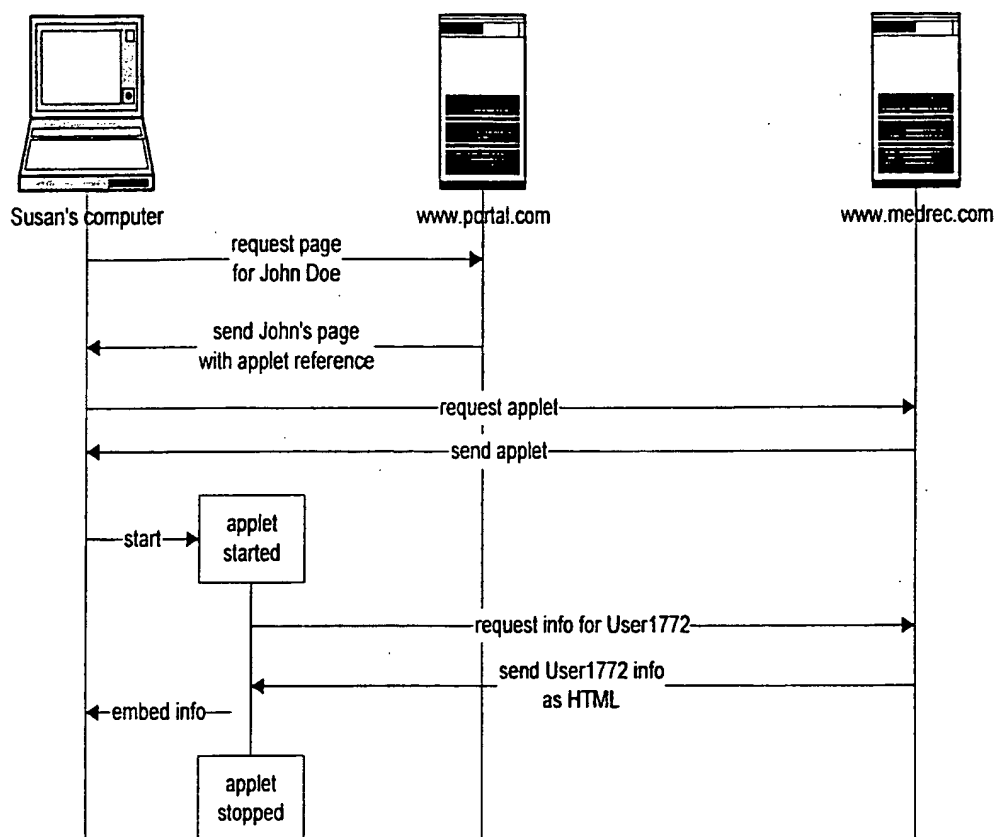 Susan's computer
www.portal.com
www.medrec.com
request page
for John Doe
send John's page
with applet reference
request applet
send applet
start
applet
started
request info for User1772
send User1772 info
as HTML
embed info
applet
stopped